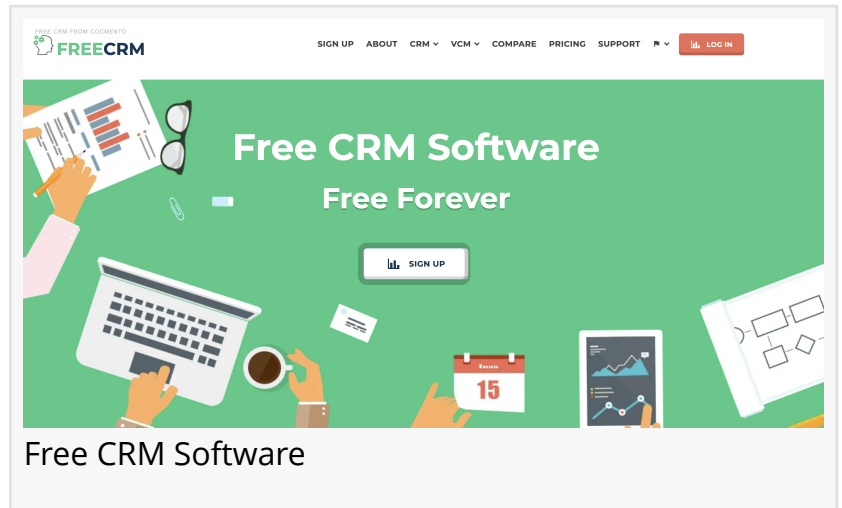 FREE CRM FROM COGMENTO
FREECRM
SIGN UP ABOUT CRM VCM COMPARE PRICING SUPPORT LOG IN
Free CRM Software
Free Forever
SIGN UP
15
Free CRM Software